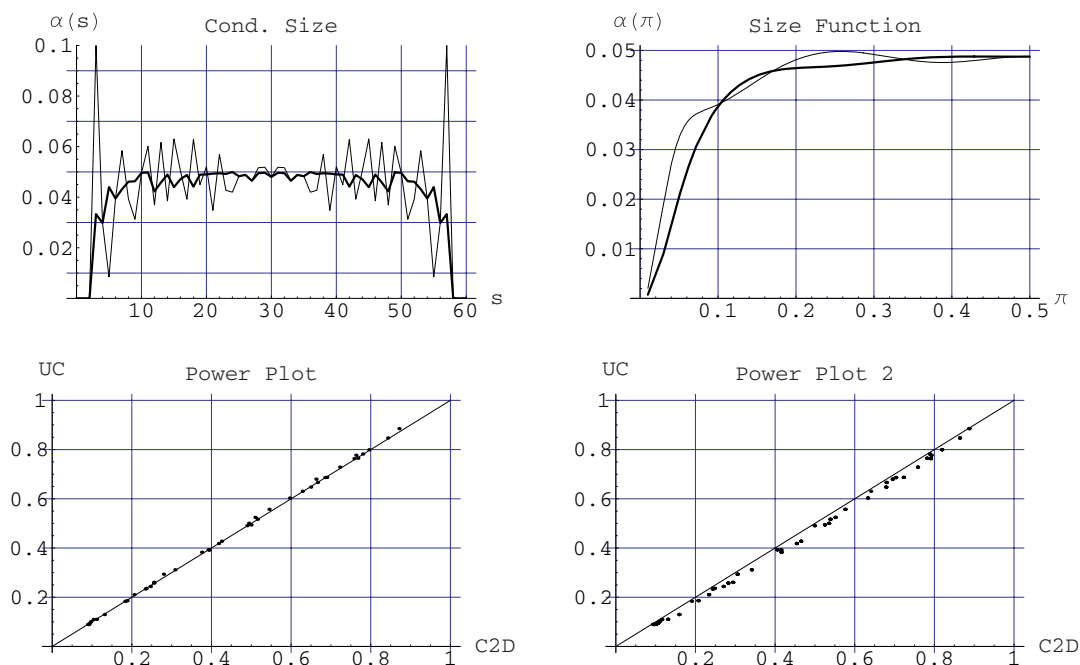 α(s)
Cond. Size
0.1
0.08
0.06
0.04
0.02
10 20 30 40 50 60
s
α(π)
Size Function
0.05
0.04
0.03
0.02
0.01
0.1 0.2 0.3 0.4 0.5
π
UC
Power Plot
1
0.8
0.6
0.4
0.2
0.2 0.4 0.6 0.8 1
C2D
UC
Power Plot 2
1
0.8
0.6
0.4
0.2
0.2 0.4 0.6 0.8 1
C2D